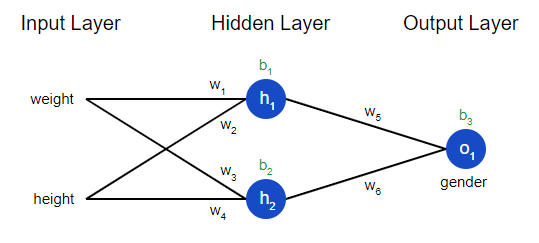 Input Layer Hidden Layer Output Layer
b₁
weight w₁ h₁
w₂ w₅ b₃
o₁
w₃ b₂ gender
height w₄ h₂ w₆